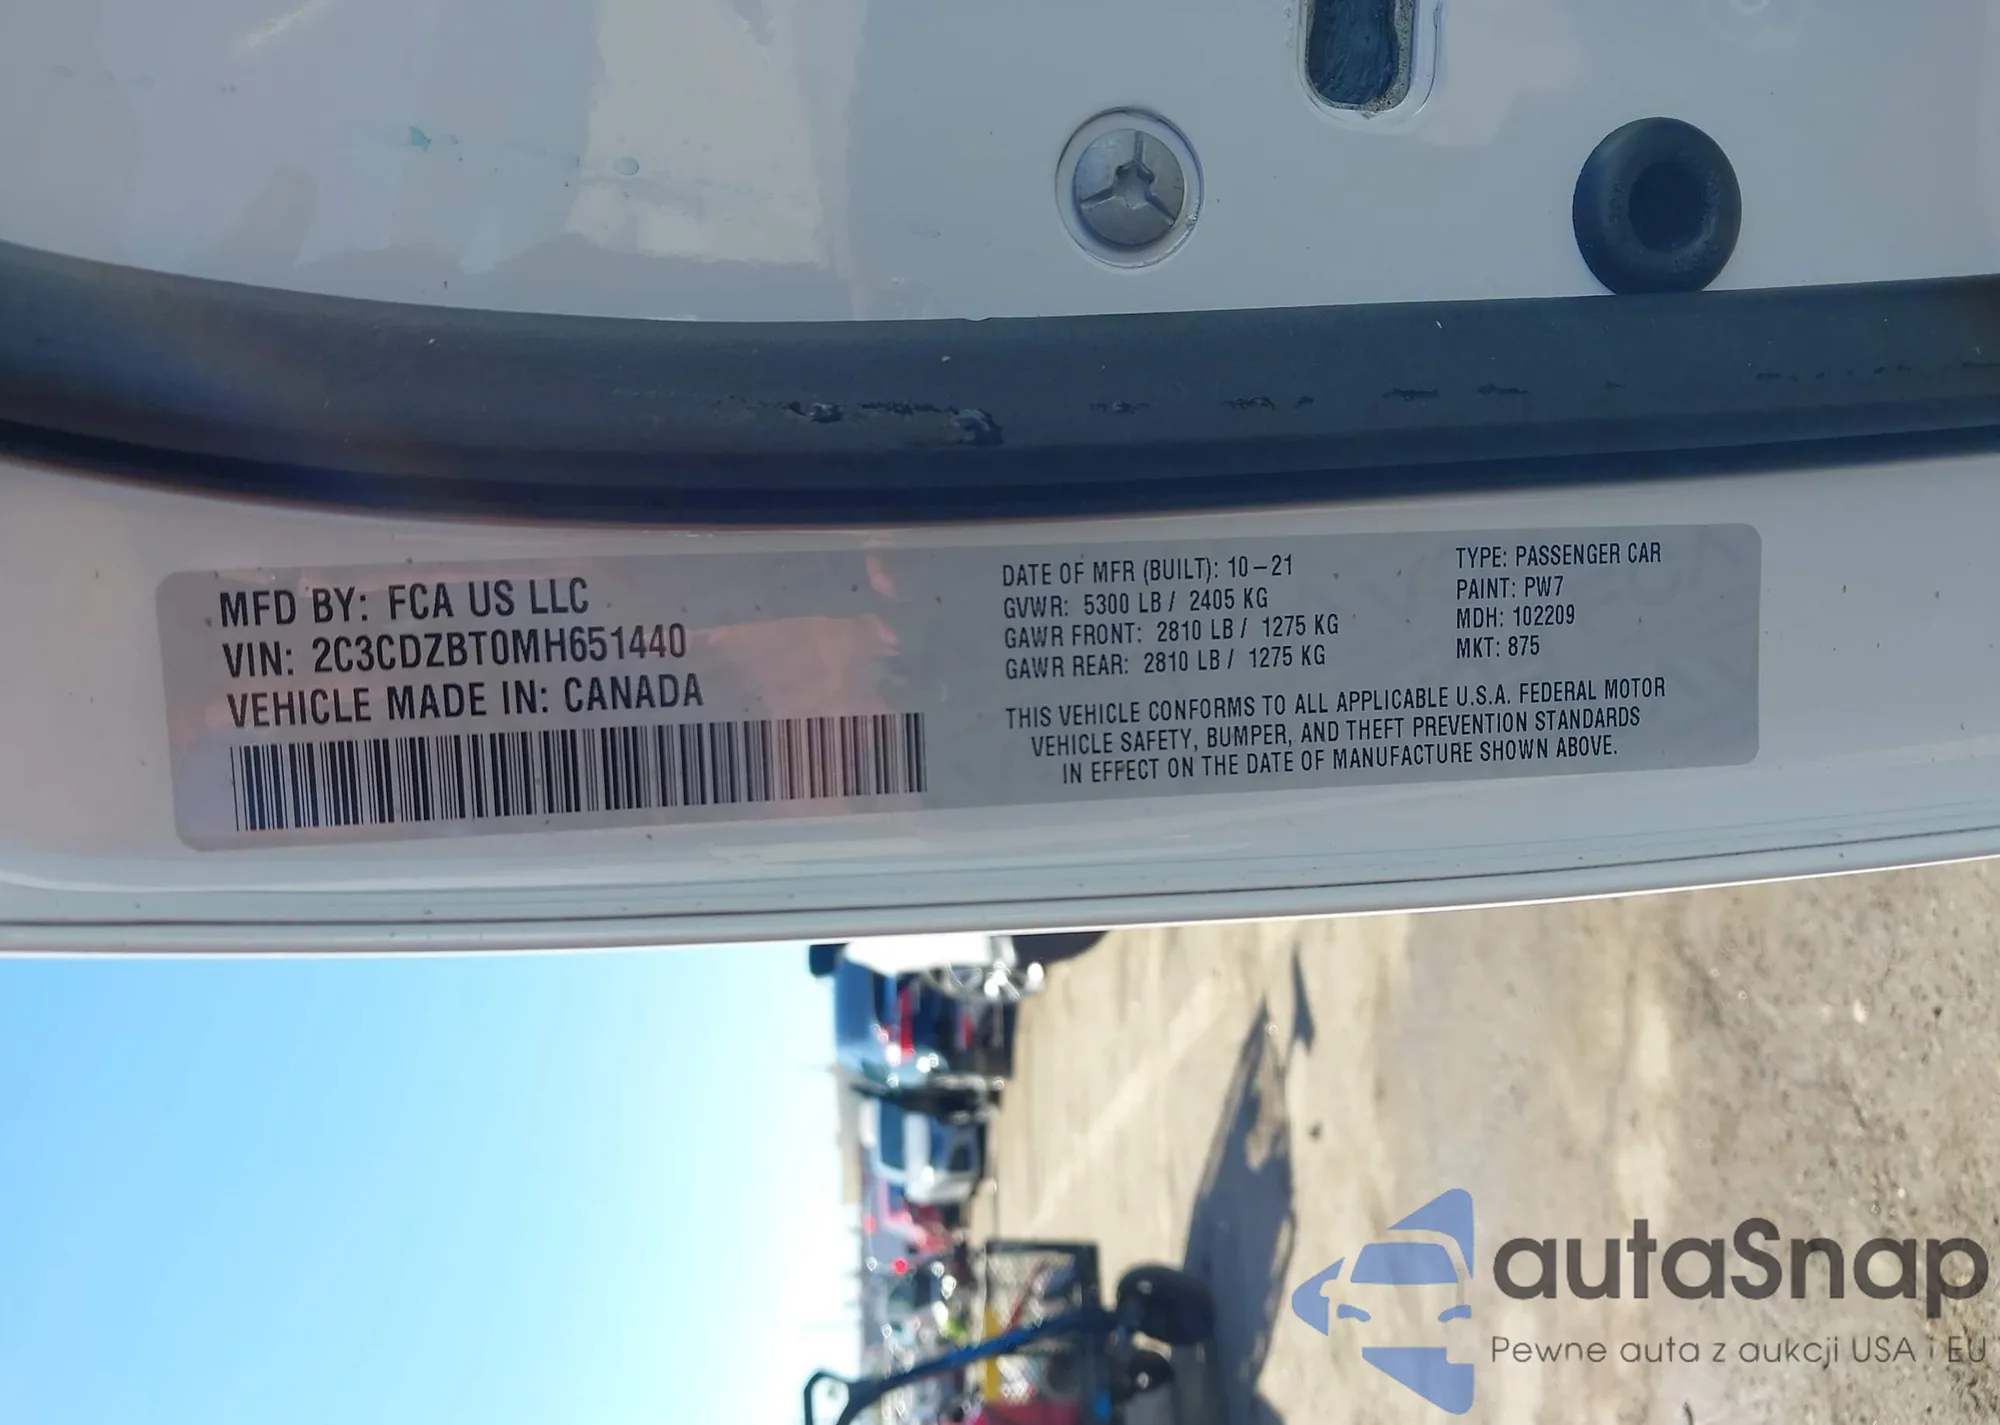 MFD BY: FCA US LLC
VIN: 2C3CDZBT0MH651440
VEHICLE MADE IN: CANADA
DATE OF MFR (BUILT): 10-21
GVWR: 5300 LB / 2405 KG
GAWR FRONT: 2810 LB / 1275 KG
GAWR REAR: 2810 LB / 1275 KG
TYPE: PASSENGER CAR
PAINT: PW7
MDH: 102209
MKT: 875
THIS VEHICLE CONFORMS TO ALL APPLICABLE U.S.A. FEDERAL MOTOR
VEHICLE SAFETY, BUMPER, AND THEFT PREVENTION STANDARDS
IN EFFECT ON THE DATE OF MANUFACTURE SHOWN ABOVE.
autaSnap
Pewne auta z aukcji USA i EU